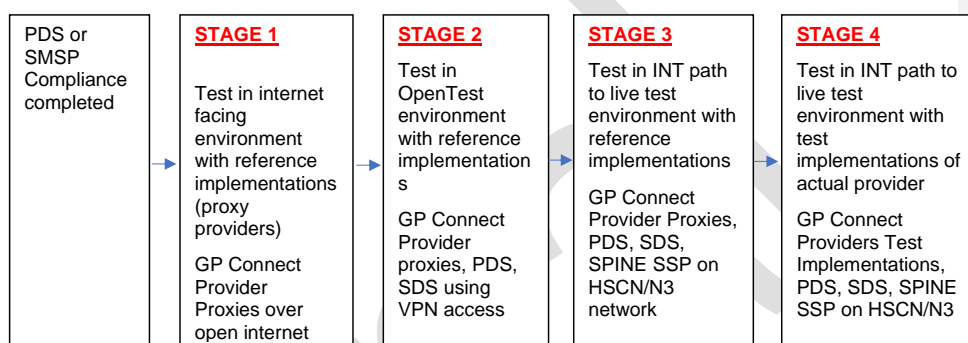 PDS or
SMSP
Compliance
completed
STAGE 1
Test in internet
facing
environment
with reference
implementations
(proxy
providers)
GP Connect
Provider
Proxies over
open internet
STAGE 2
Test in
OpenTest
environment
with reference
implementation
s
GP Connect
Provider
proxies, PDS,
SDS using
VPN access
STAGE 3
Test in INT path
to live test
environment with
reference
implementations
GP Connect
Provider Proxies,
PDS, SDS,
SPINE SSP on
HSCN/N3
network
STAGE 4
Test in INT path to
live test
environment with
test
implementations of
actual provider
GP Connect
Providers Test
Implementations,
PDS, SDS, SPINE
SSP on HSCN/N3